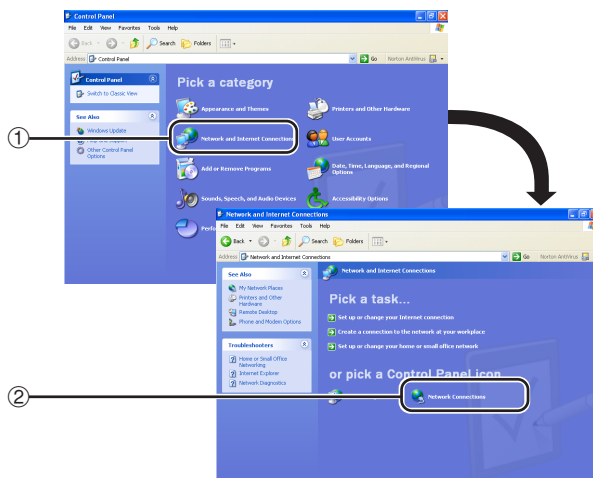 Control Panel
File Edit View Favorites Tools Help
Back Search Folders
Address Control Panel Go Norton AntiVirus
Control Panel
Switch to Classic View
See Also
Windows Update
Other Control Panel
Options
Pick a category
Appearance and Themes
Printers and Other Hardware
① Network and Internet Connections
User Accounts
Add or Remove Programs
Date, Time, Language, and Regional
Options
Sounds, Speech, and Audio Devices
Accessibility Options
Network and Internet Connections
File Edit View Favorites Tools Help
Back Search Folders
Address Network and Internet Connections Go Norton AntiVirus
See Also
My Network Places
Printers and Other
Hardware
Remote Desktop
Phone and Modem Options
Troubleshooters
Home or Small Office
Networking
Internet Explorer
Network Diagnostics
Network and Internet Connections
Pick a task...
Set up or change your Internet connection
Create a connection to the network at your workplace
Set up or change your home or small office network
or pick a Control Panel icon
② Network Connections